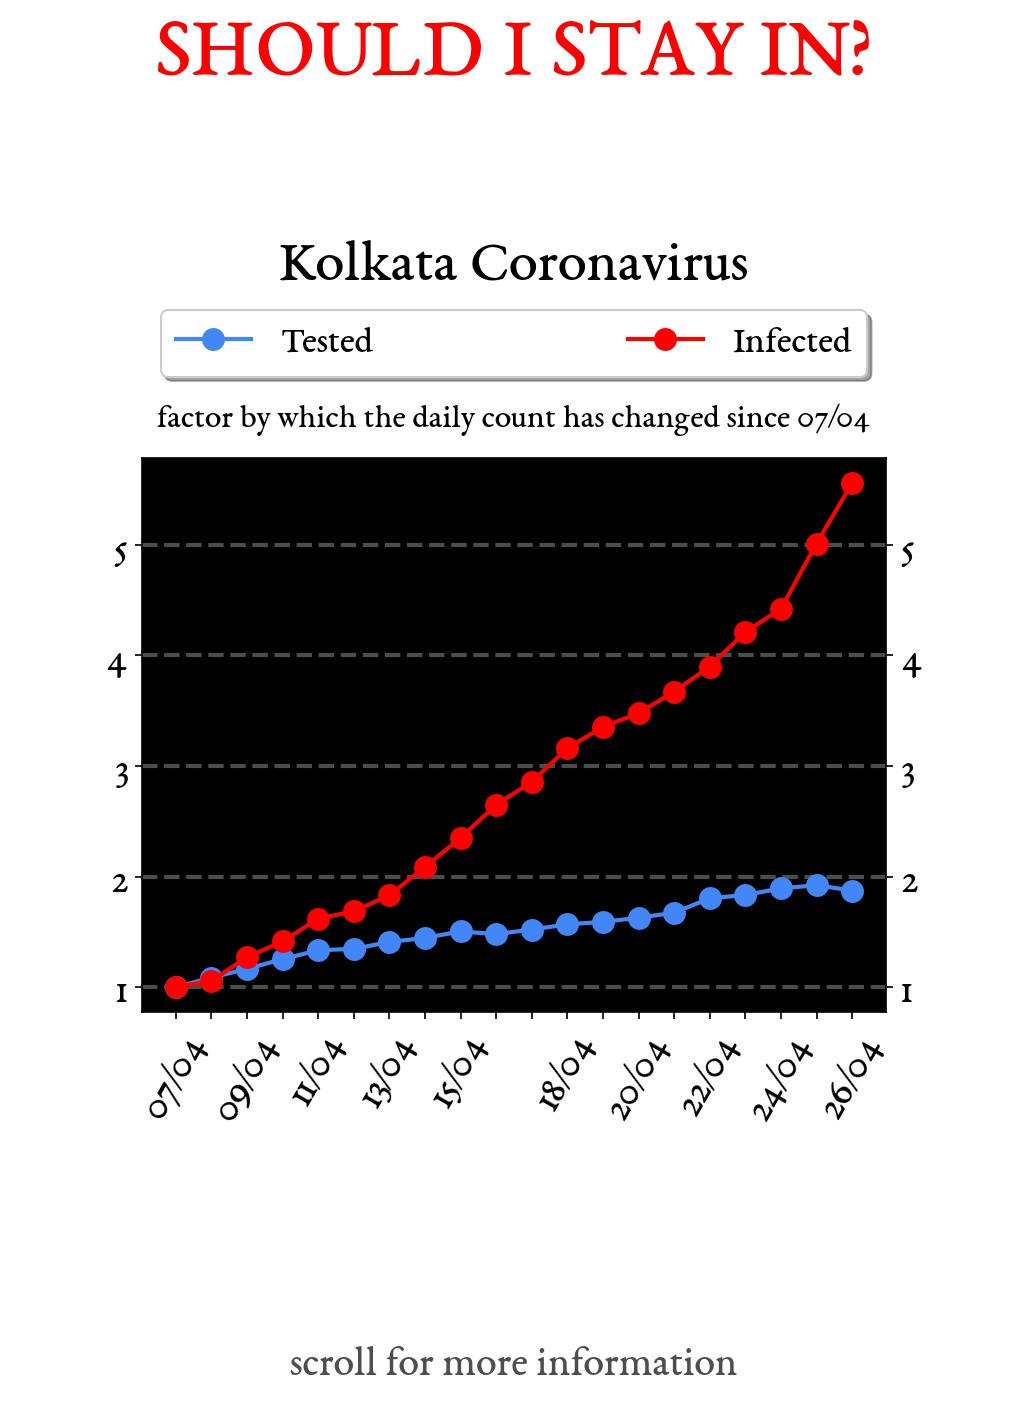 SHOULD I STAY IN?
Kolkata Coronavirus
Tested Infected
factor by which the daily count has changed since 07/04
5 5
4 4
3 3
2 2
1 1
07/04 09/04 11/04 13/04 15/04 18/04 20/04 22/04 24/04 26/04
scroll for more information